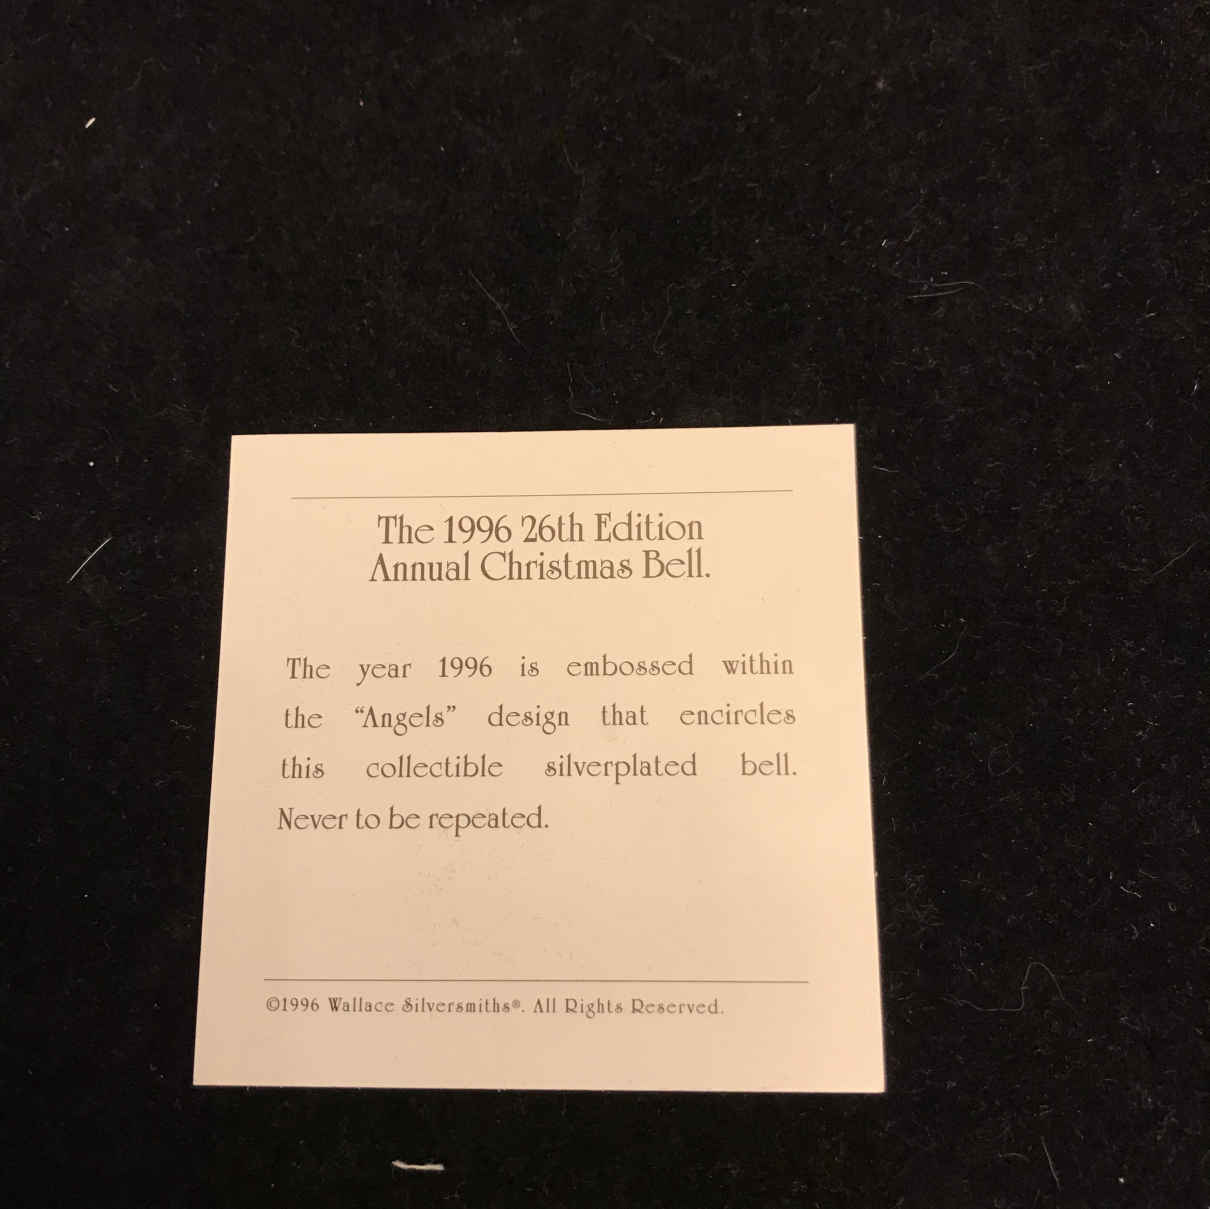 The 1996 26th Edition
Annual Christmas Bell.
The year 1996 is embossed within
the “Angels” design that encircles
this collectible silverplated bell.
Never to be repeated.
©1996 Wallace Silversmiths®. All Rights Reserved.